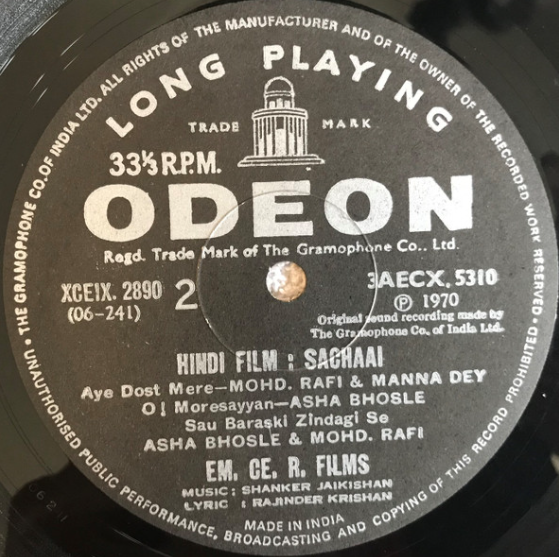 THE GRAMOPHONE CO. OF INDIA LTD. ALL RIGHTS OF THE MANUFACTURER AND OF THE OWNER OF THE RECORDED WORK RESERVED
UNAUTHORISED PUBLIC PERFORMANCE, BROADCASTING AND COPYING OF THIS RECORD PROHIBITED
LONG PLAYING
TRADE MARK
33⅓ R.P.M.
ODEON
Regd. Trade Mark of The Gramophone Co.. Ltd.
XCEIX. 2890 2 3AECX. 5310
(06-241) Ⓟ 1970
Original sound recording made by
The Gramophone Co. of India Ltd.
HINDI FILM : SACHAAI
Aye Dost Mere—MOHD. RAFI & MANNA DEY
O! Moresayyan—ASHA BHOSLE
Sau Baraski Zindagi Se
ASHA BHOSLE & MOHD. RAFI
EM. CE. R. FILMS
MUSIC : SHANKER JAIKISHAN
LYRIC : RAJINDER KRISHAN
MADE IN INDIA